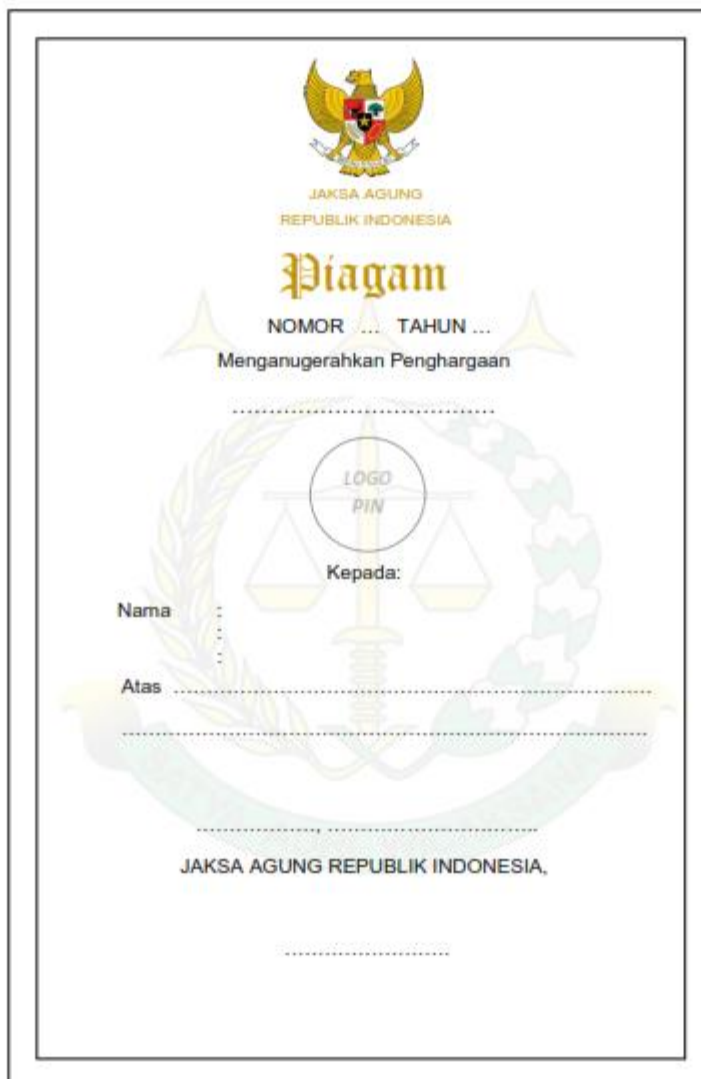 JAKSA AGUNG
REPUBLIK INDONESIA
Piagam
NOMOR ... TAHUN ...
Menganugerahkan Penghargaan
................................
LOGO
PIN
Kepada:
Nama :
:
:
Atas ..........................................................................
.................................................................................
..................., .................................
JAKSA AGUNG REPUBLIK INDONESIA,
.........................